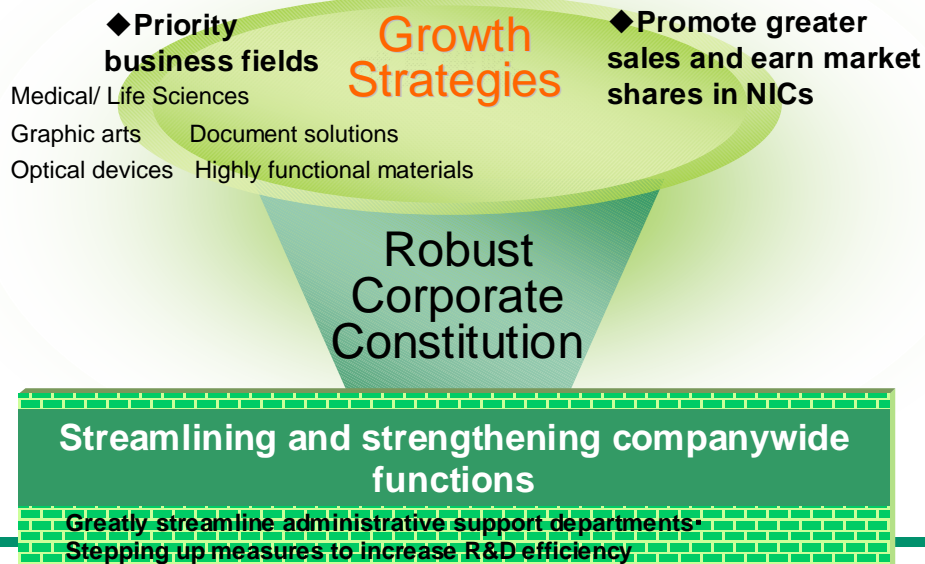 ◆Priority
business fields
Medical/ Life Sciences
Graphic arts Document solutions
Optical devices Highly functional materials
Growth
Strategies
◆Promote greater
sales and earn market
shares in NICs
Robust
Corporate
Constitution
Streamlining and strengthening companywide
functions
Greatly streamline administrative support departments▪
Stepping up measures to increase R&D efficiency